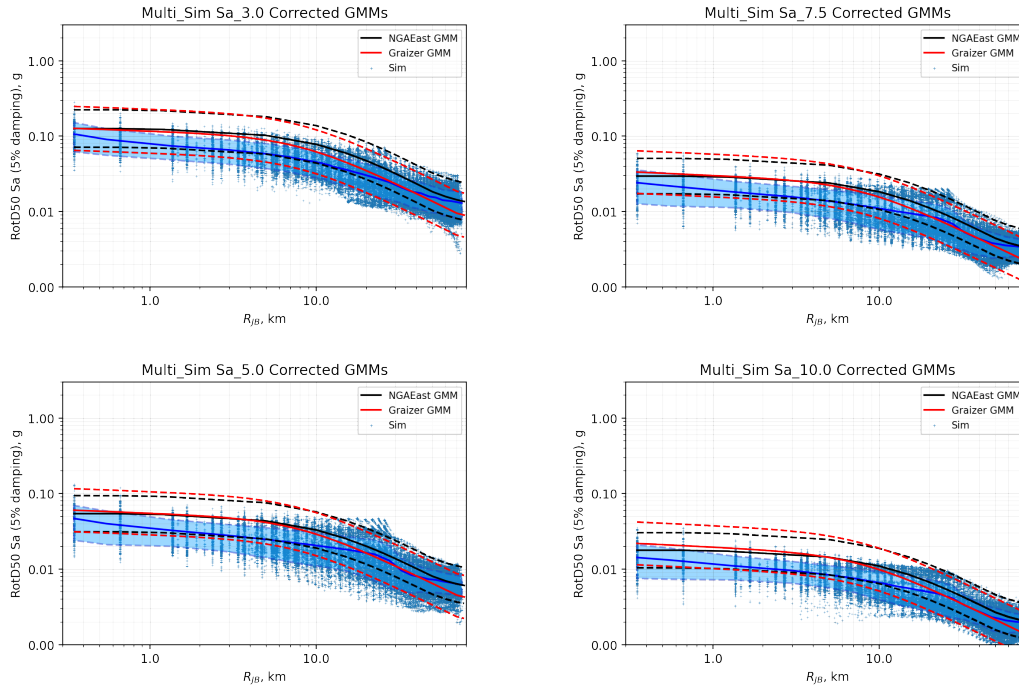 Multi_Sim Sa_3.0 Corrected GMMs
RotD50 Sa (5% damping), g
1.00
0.10
0.01
0.00
NGAEast GMM
Graizer GMM
Sim
1.0
10.0
R_JB, km
Multi_Sim Sa_7.5 Corrected GMMs
RotD50 Sa (5% damping), g
1.00
0.10
0.01
0.00
NGAEast GMM
Graizer GMM
Sim
1.0
10.0
R_JB, km
Multi_Sim Sa_5.0 Corrected GMMs
RotD50 Sa (5% damping), g
1.00
0.10
0.01
0.00
NGAEast GMM
Graizer GMM
Sim
1.0
10.0
R_JB, km
Multi_Sim Sa_10.0 Corrected GMMs
RotD50 Sa (5% damping), g
1.00
0.10
0.01
0.00
NGAEast GMM
Graizer GMM
Sim
1.0
10.0
R_JB, km